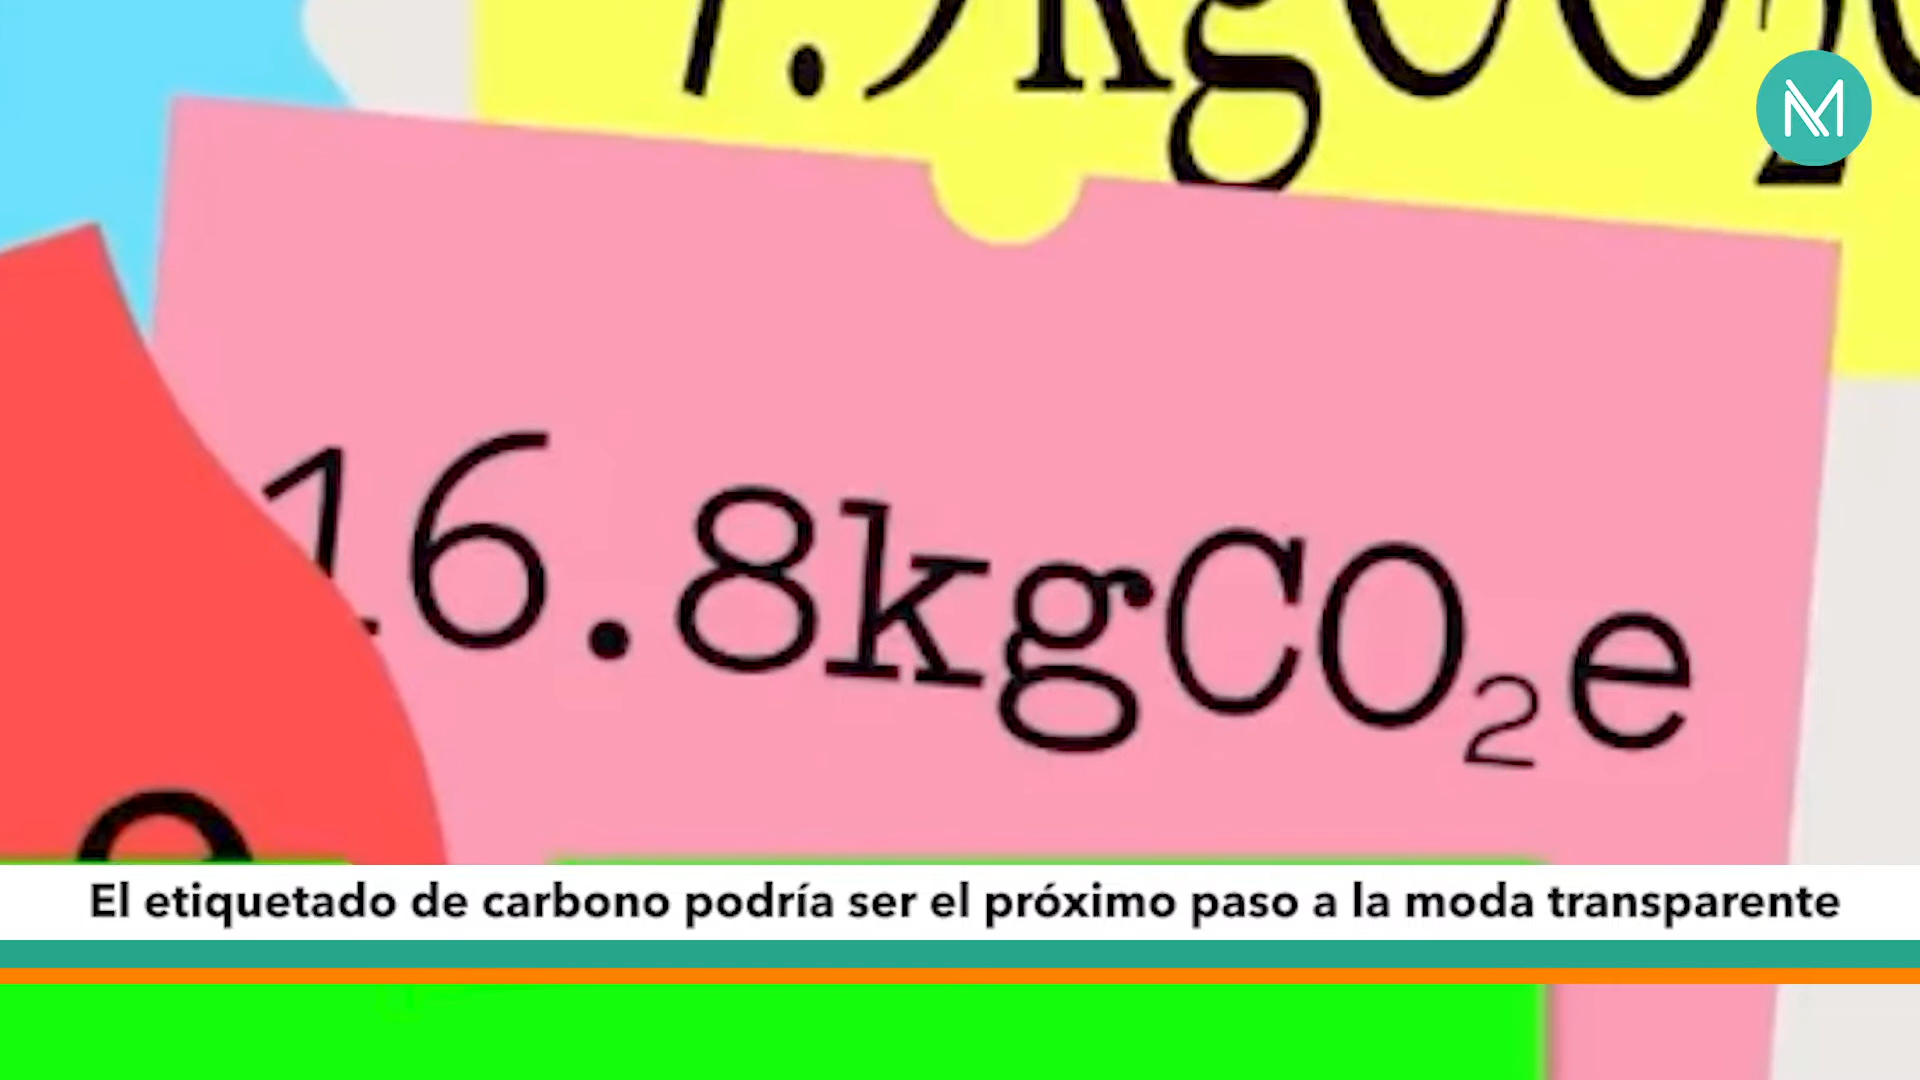 16.8kgCO₂e
El etiquetado de carbono podría ser el próximo paso a la moda transparente